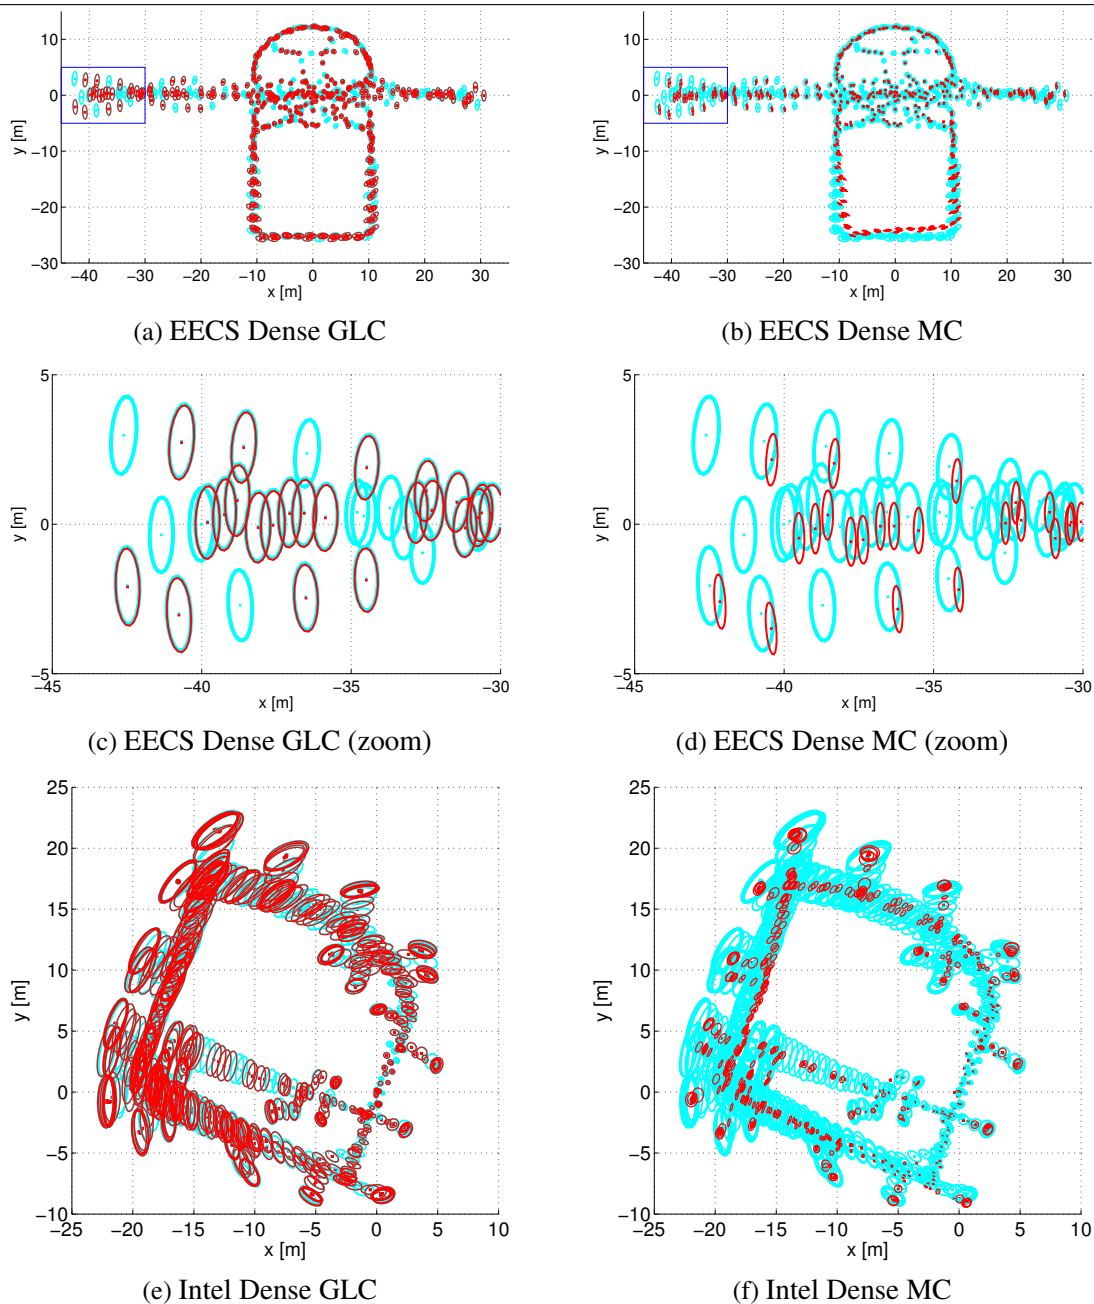 10
0
−10
−20
−30
y [m]
−40 −30 −20 −10 0 10 20 30
x [m]
(a) EECS Dense GLC
10
0
−10
−20
−30
y [m]
−40 −30 −20 −10 0 10 20 30
x [m]
(b) EECS Dense MC
5
0
−5
y [m]
−45 −40 −35 −30
x [m]
(c) EECS Dense GLC (zoom)
5
0
−5
y [m]
−45 −40 −35 −30
x [m]
(d) EECS Dense MC (zoom)
25
20
15
10
5
0
−5
−10
y [m]
−25 −20 −15 −10 −5 0 5 10
x [m]
(e) Intel Dense GLC
25
20
15
10
5
0
−5
−10
y [m]
−25 −20 −15 −10 −5 0 5 10
x [m]
(f) Intel Dense MC